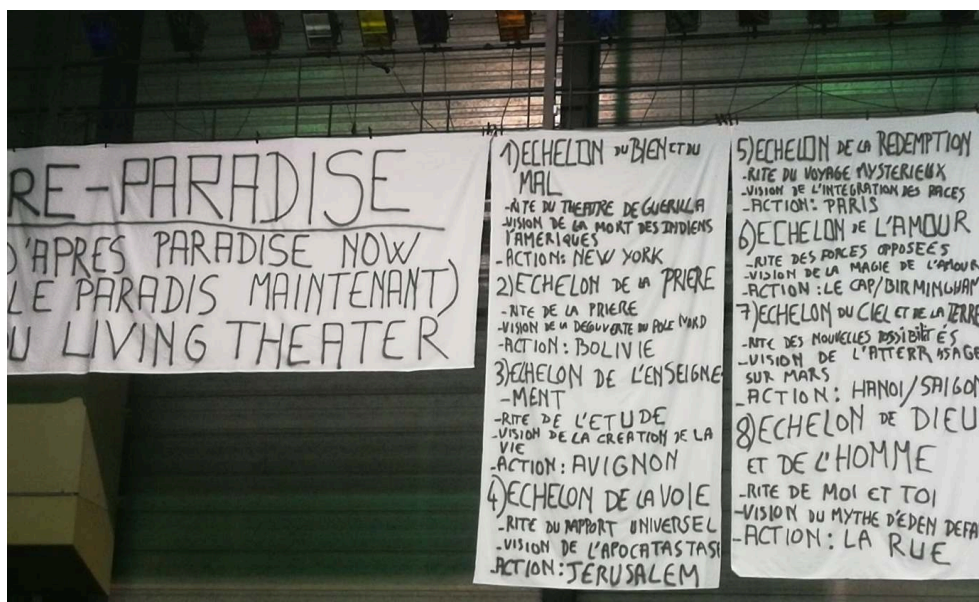 RE-PARADISE
D'APRES PARADISE NOW
LE PARADIS MAINTENANT)
U LIVING THEATER
1) ECHELON DU BIEN ET DU
MAL
-RITE DU THEATRE DE GUERILLA
-VISION DE LA MORT DES INDIENS
D'AMERIQUES
-ACTION: NEW YORK
2) ECHELON DE LA PRIERE
-RITE DE LA PRIERE
-VISION DE LA DECOUVERTE DU POLE NORD
-ACTION: BOLIVIE
3) ECHELON DE L'ENSEIGNE
-MENT
-RITE DE L'ETUDE
-VISION DE LA CREATION DE LA
VIE
-ACTION: AVIGNON
4) ECHELON DE LA VOIE
-RITE DU RAPPORT UNIVERSEL
-VISION DE L'APOCATASTASE
-ACTION: JERUSALEM
5) ECHELON DE LA REDEMPTION
-RITE DU VOYAGE MYSTERIEUX
-VISION DE L'INTEGRATION DES RACES
-ACTION: PARIS
6) ECHELON DE L'AMOUR
-RITE DES FORCES OPPOSEES
-VISION DE LA MAGIE DE L'AMOUR
-ACTION: LE CAP/BIRMINGHAM
7) ECHELON DU CIEL ET DE LA TERRE
-RITE DES NOUVELLES POSSIBILITÉS
-VISION DE L'ATTERRISSAGE
SUR MARS
-ACTION: HANOI/SAIGON
8) ECHELON DE DIEU
ET DE L'HOMME
-RITE DE MOI ET TOI
-VISION DU MYTHE D'EDEN DEFA
-ACTION: LA RUE